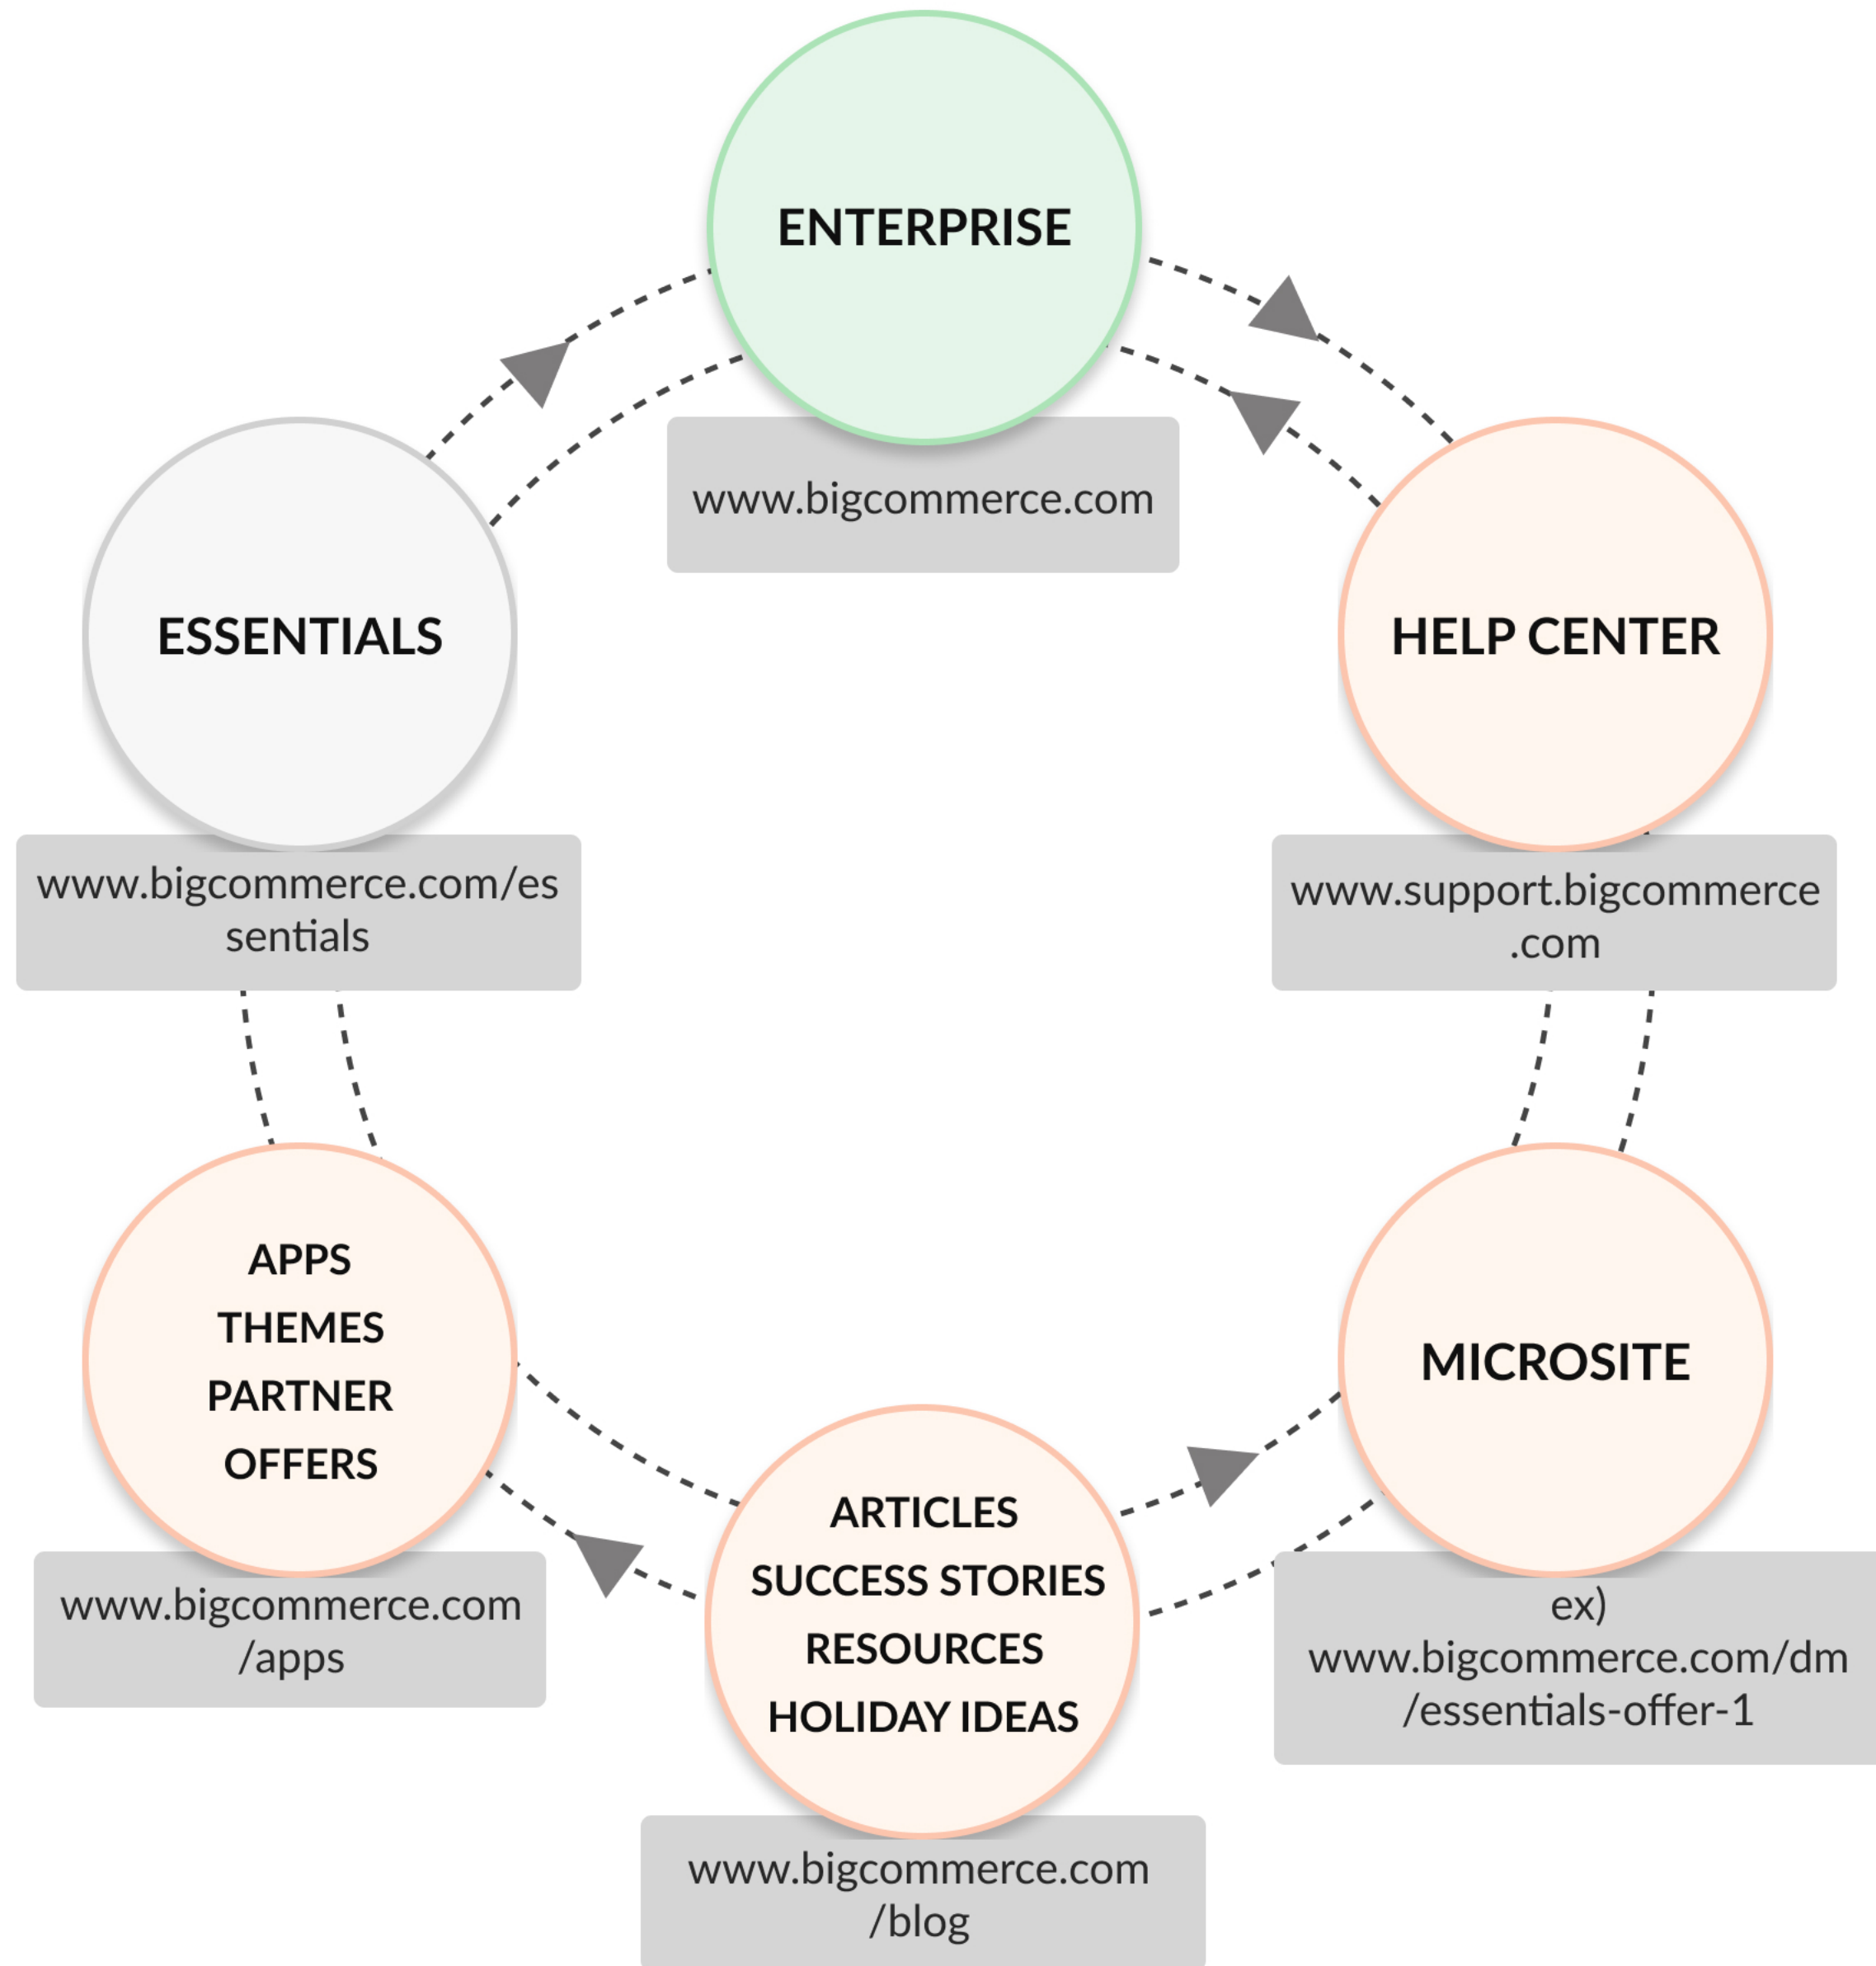 ENTERPRISE
www.bigcommerce.com
ESSENTIALS
www.bigcommerce.com/es
sentials
HELP CENTER
www.support.bigcommerce
.com
APPS
THEMES
PARTNER
OFFERS
www.bigcommerce.com
/apps
ARTICLES
SUCCESS STORIES
RESOURCES
HOLIDAY IDEAS
www.bigcommerce.com
/blog
MICROSITE
ex)
www.bigcommerce.com/dm
/essentials-offer-1